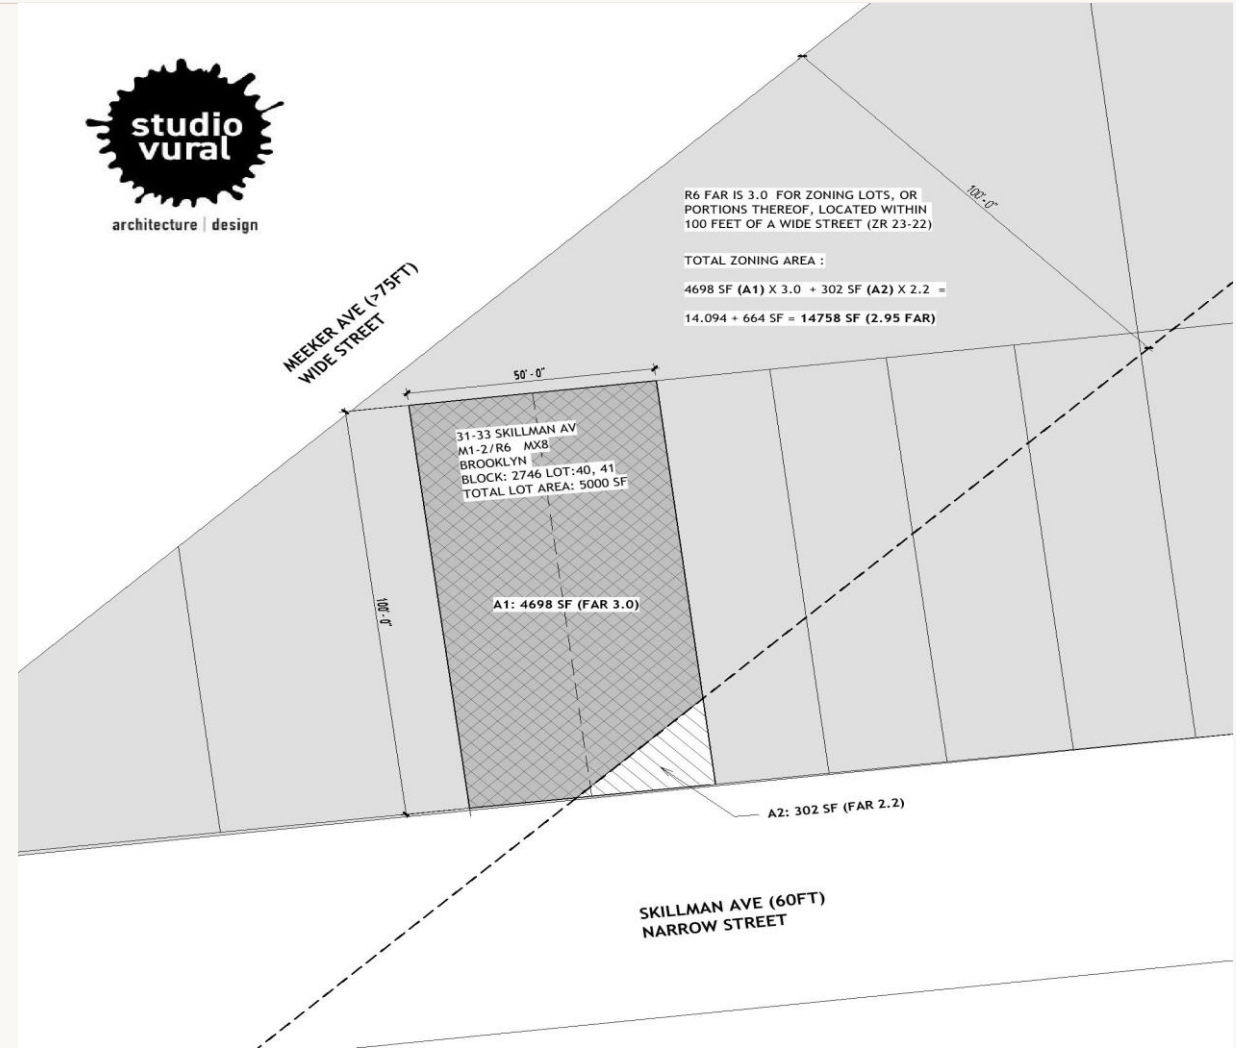 studio
vural
architecture | design
100'-0"
R6 FAR IS 3.0 FOR ZONING LOTS, OR
PORTIONS THEREOF, LOCATED WITHIN
100 FEET OF A WIDE STREET (ZR 23-22)
TOTAL ZONING AREA :
4698 SF (A1) X 3.0 + 302 SF (A2) X 2.2 =
14.094 + 664 SF = 14758 SF (2.95 FAR)
MEEKER AVE (>75FT)
WIDE STREET
50'-0"
31-33 SKILLMAN AV
M1-2/R6 MX8
BROOKLYN
BLOCK: 2746 LOT:40, 41
TOTAL LOT AREA: 5000 SF
100'-0"
A1: 4698 SF (FAR 3.0)
A2: 302 SF (FAR 2.2)
SKILLMAN AVE (60FT)
NARROW STREET